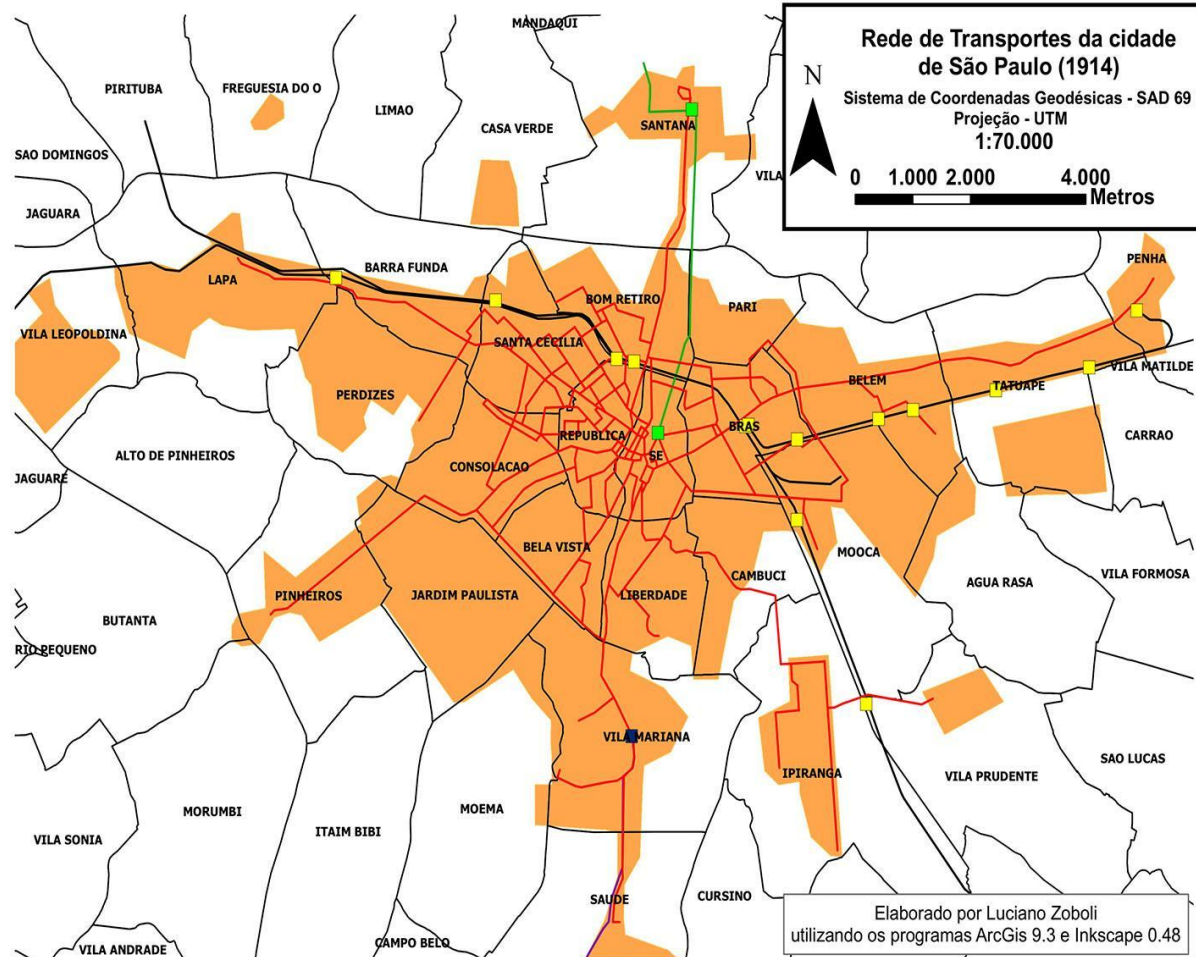 MANDAQUI
Rede de Transportes da cidade
de São Paulo (1914)
Sistema de Coordenadas Geodésicas - SAD 69
Projeção - UTM
1:70.000
N
0 1.000 2.000 4.000
Metros
PIRITUBA
FREGUESIA DO O
LIMAO
CASA VERDE
SANTANA
SAO DOMINGOS
VILA
JAGUARA
LAPA
BARRA FUNDA
PENHA
BOM RETIRO
PARI
VILA LEOPOLDINA
SANTA CECILIA
VILA MATILDE
BELEM
TATUAPE
PERDIZES
BRAS
REPUBLICA
CARRAO
SE
ALTO DE PINHEIROS
CONSOLACAO
JAGUARE
BELA VISTA
MOOCA
CAMBUCI
AGUA RASA
VILA FORMOSA
PINHEIROS
JARDIM PAULISTA
LIBERDADE
BUTANTA
RIO PEQUENO
VILA MARIANA
SAO LUCAS
IPIRANGA
VILA PRUDENTE
MORUMBI
MOEMA
ITAIM BIBI
VILA SONIA
CURSINO
SAUDE
CAMPO BELO
VILA ANDRADE
Elaborado por Luciano Zoboli
utilizando os programas ArcGis 9.3 e Inkscape 0.48